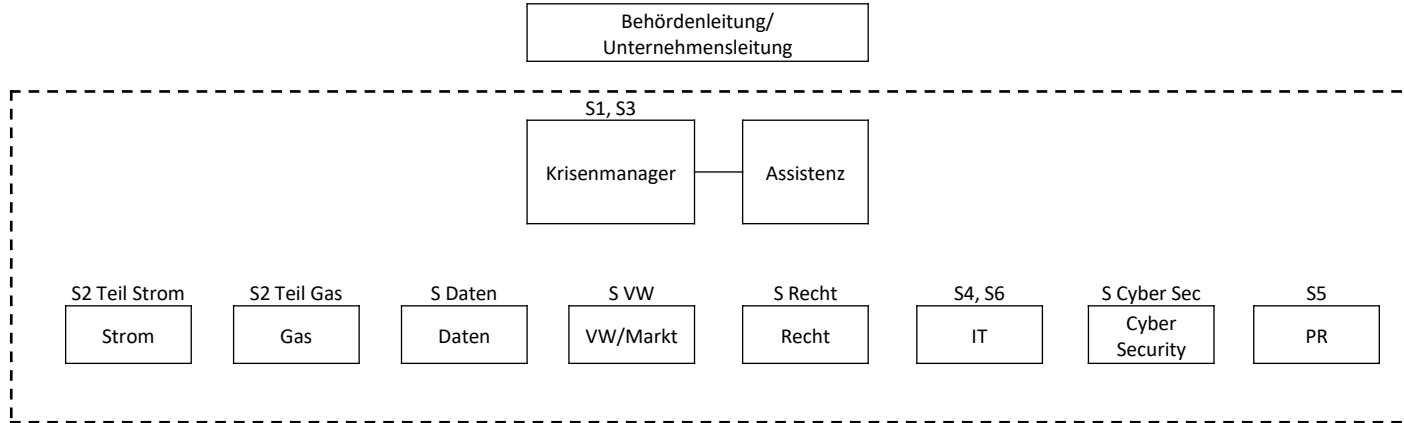 Behördenleitung/
Unternehmensleitung
S1, S3
Krisenmanager
Assistenz
S2 Teil Strom
S2 Teil Gas
S Daten
S VW
S Recht
S4, S6
S Cyber Sec
S5
Strom
Gas
Daten
VW/Markt
Recht
IT
Cyber
Security
PR